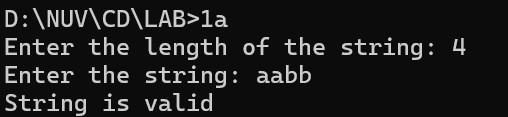 D:\NUV\CD\LAB>1a
Enter the length of the string: 4
Enter the string: aabb
String is valid